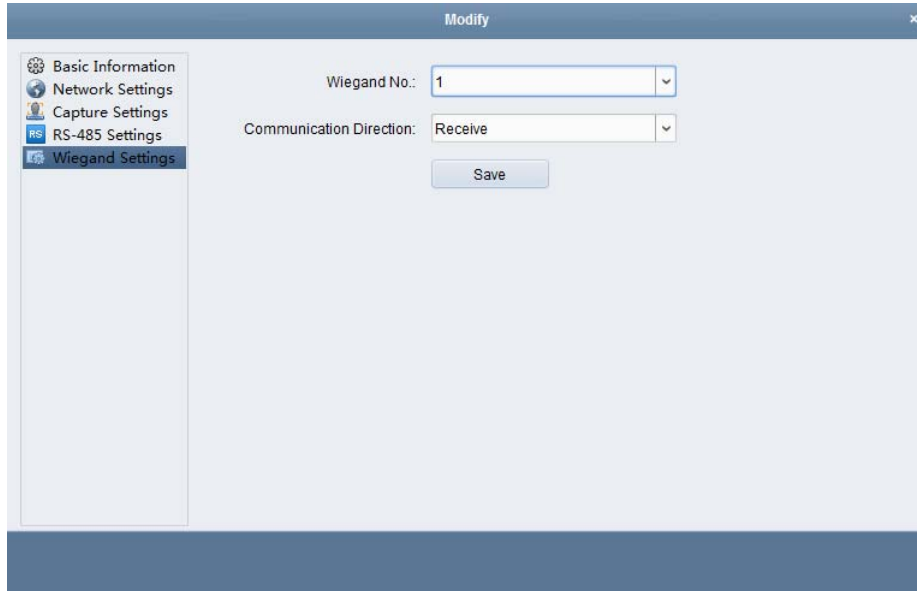 Modify
×
Basic Information
Network Settings
Capture Settings
RS RS-485 Settings
Wiegand Settings
Wiegand No.: 1
Communication Direction: Receive
Save